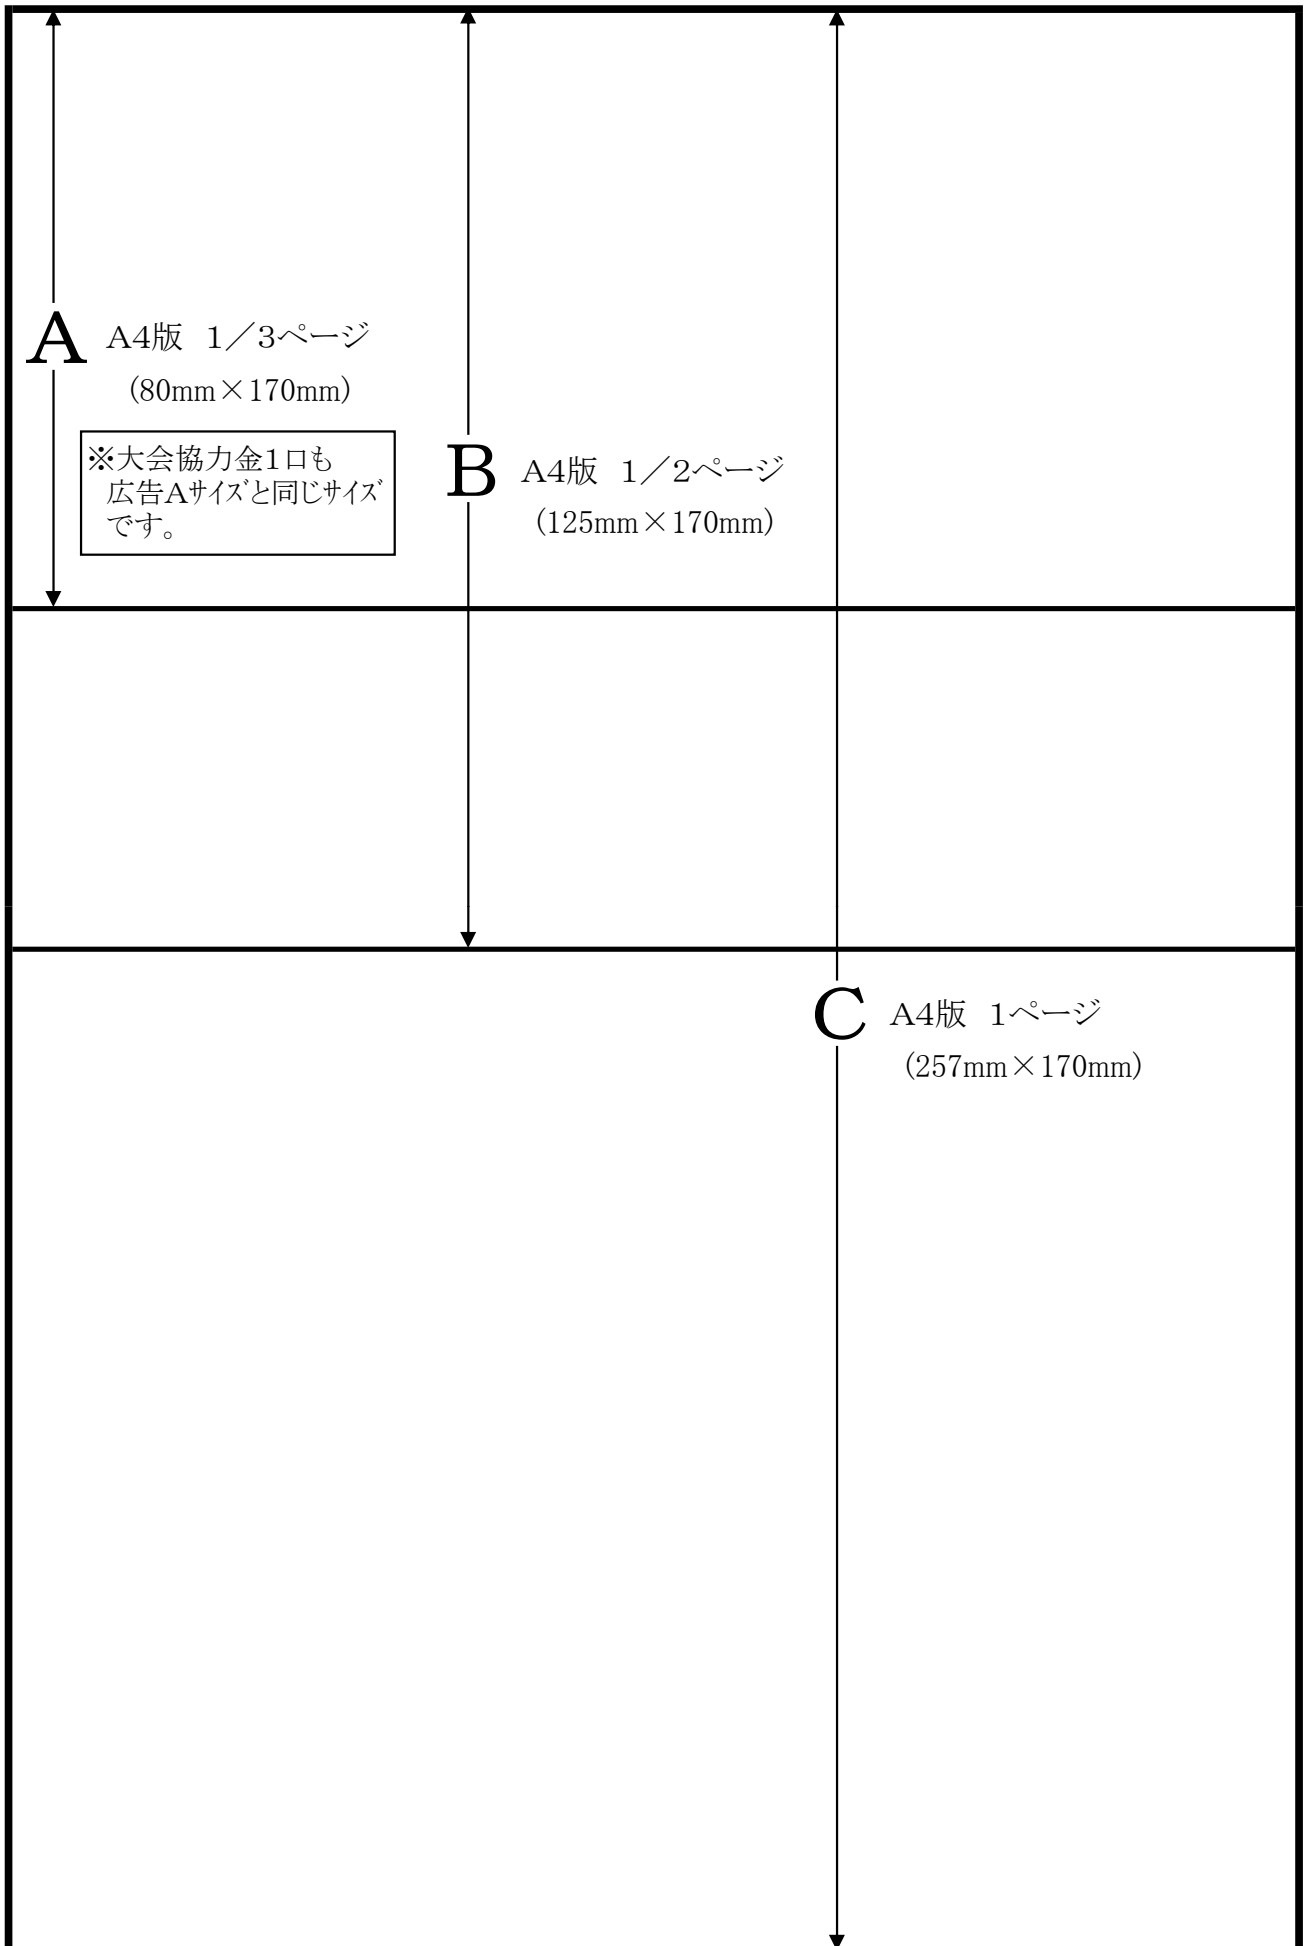 A A4版 1／3ページ
(80mm×170mm)
※大会協力金1口も
広告Aｻｲｽﾞと同じｻｲｽﾞ
です。
B A4版 1／2ページ
(125mm×170mm)
C A4版 1ページ
(257mm×170mm)